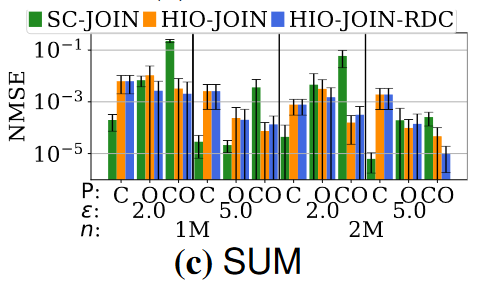 SC-JOIN HIO-JOIN HIO-JOIN-RDC
NMSE
10⁻¹
10⁻³
10⁻⁵
P: C O CO C O CO C O CO C O CO
ε: 2.0 5.0 2.0 5.0
n: 1M 2M
(c) SUM